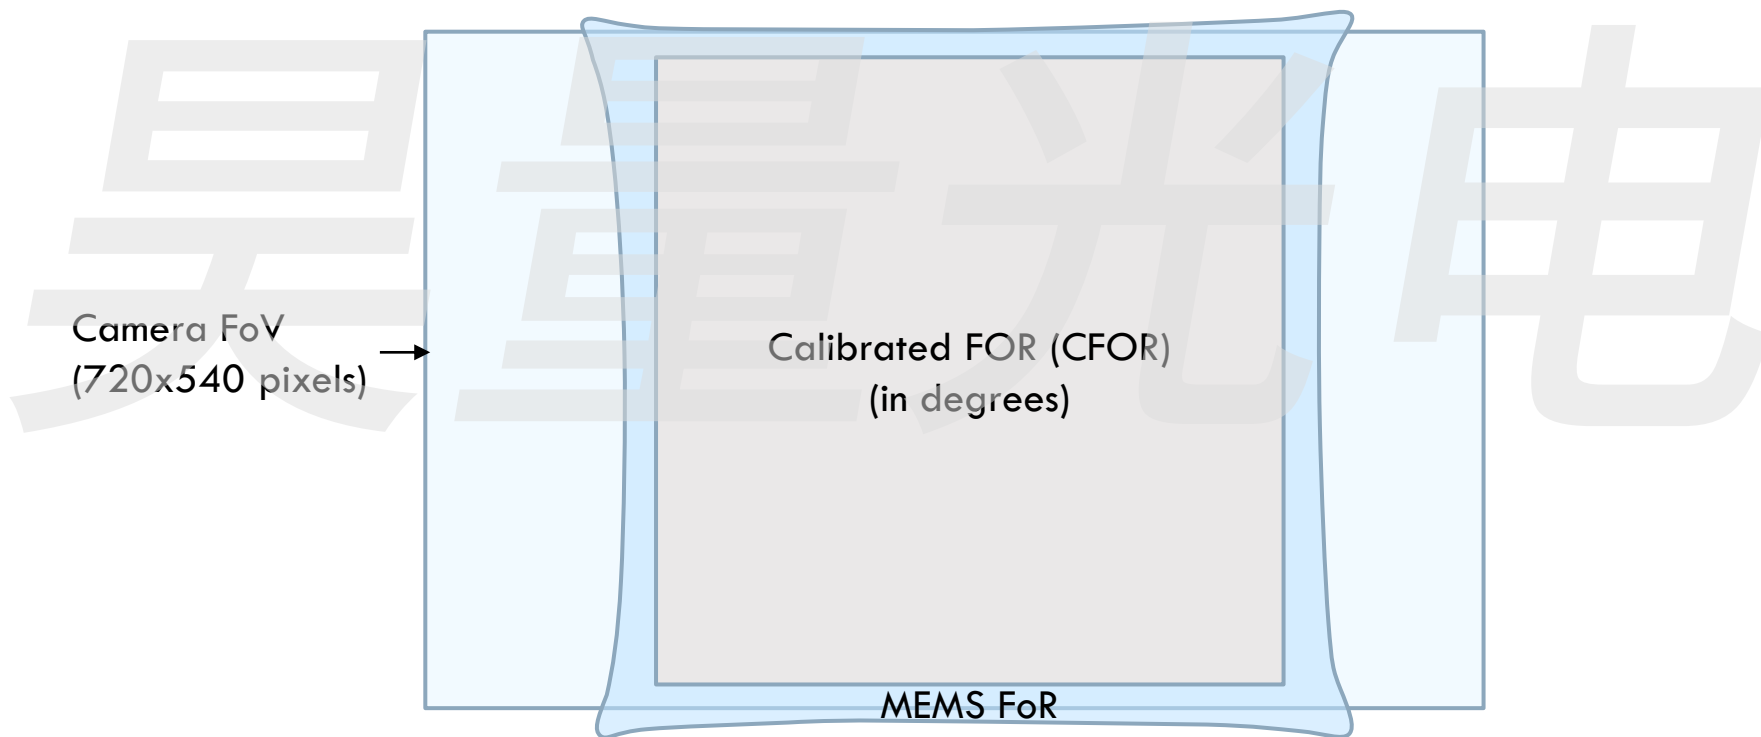 昊量光电
Camera FoV
(720x540 pixels)
Calibrated FOR (CFOR)
(in degrees)
MEMS FoR